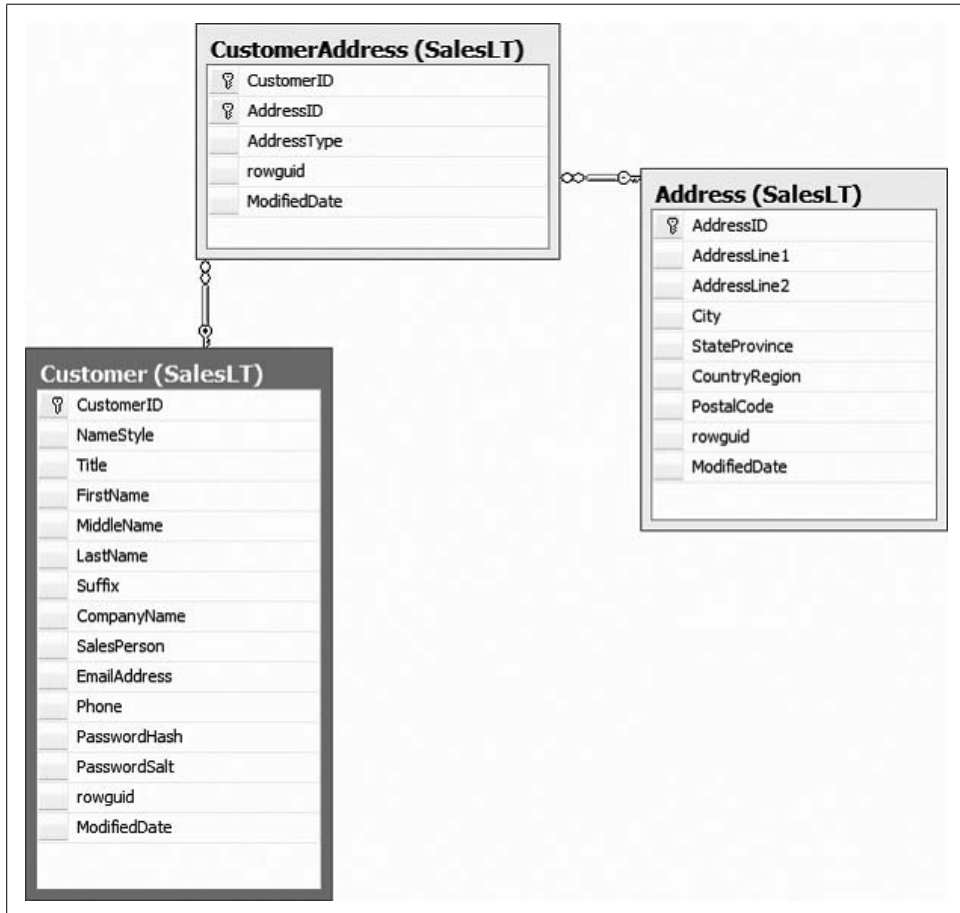 CustomerAddress (SalesLT)
CustomerID
AddressID
AddressType
rowguid
ModifiedDate
Address (SalesLT)
AddressID
AddressLine1
AddressLine2
City
StateProvince
CountryRegion
PostalCode
rowguid
ModifiedDate
Customer (SalesLT)
CustomerID
NameStyle
Title
FirstName
MiddleName
LastName
Suffix
CompanyName
SalesPerson
EmailAddress
Phone
PasswordHash
PasswordSalt
rowguid
ModifiedDate